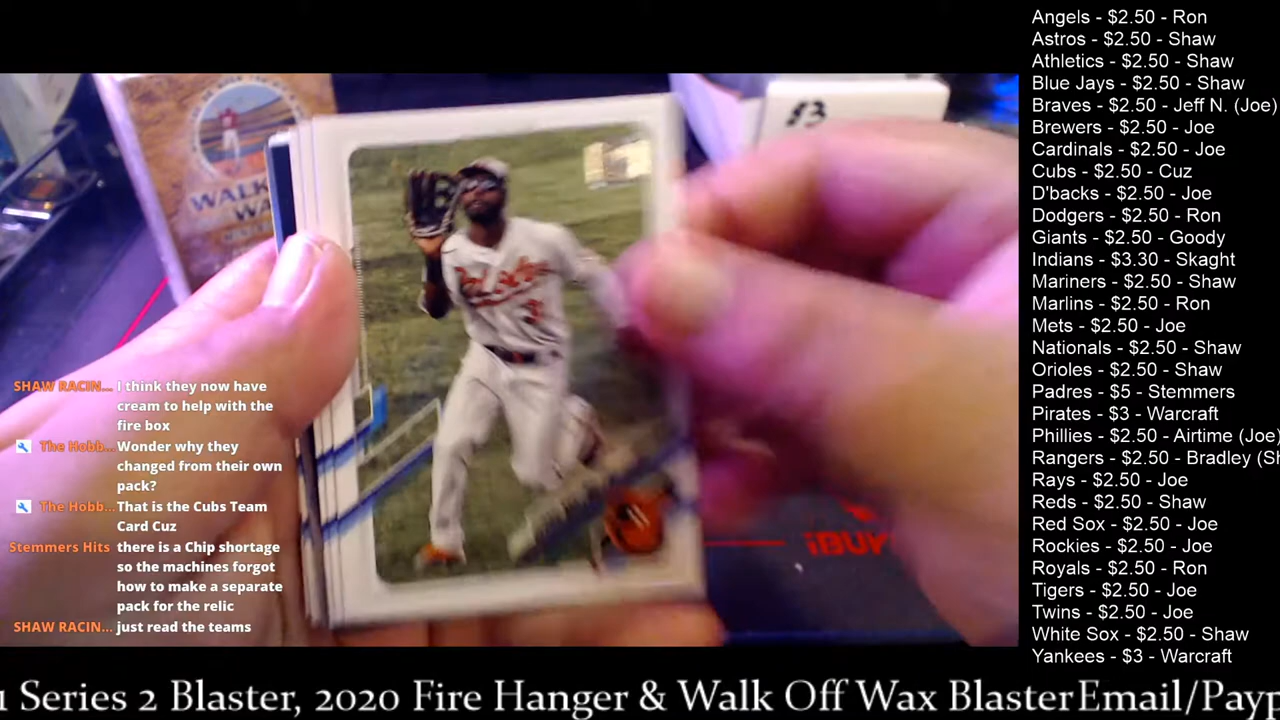 Angels - $2.50 - Ron
Astros - $2.50 - Shaw
Athletics - $2.50 - Shaw
Blue Jays - $2.50 - Shaw
Braves - $2.50 - Jeff N. (Joe)
Brewers - $2.50 - Joe
Cardinals - $2.50 - Joe
Cubs - $2.50 - Cuz
D'backs - $2.50 - Joe
Dodgers - $2.50 - Ron
Giants - $2.50 - Goody
Indians - $3.30 - Skaght
Mariners - $2.50 - Shaw
Marlins - $2.50 - Ron
Mets - $2.50 - Joe
Nationals - $2.50 - Shaw
Orioles - $2.50 - Shaw
Padres - $5 - Stemmers
Pirates - $3 - Warcraft
Phillies - $2.50 - Airtime (Joe)
Rangers - $2.50 - Bradley (Sh
Rays - $2.50 - Joe
Reds - $2.50 - Shaw
Red Sox - $2.50 - Joe
Rockies - $2.50 - Joe
Royals - $2.50 - Ron
Tigers - $2.50 - Joe
Twins - $2.50 - Joe
White Sox - $2.50 - Shaw
Yankees - $3 - Warcraft
WALK
WA
iBUY
SHAW RACIN... I think they now have
cream to help with the
fire box
The Hobb... Wonder why they
changed from their own
pack?
The Hobb... That is the Cubs Team
Card Cuz
Stemmers Hits there is a Chip shortage
so the machines forgot
how to make a separate
pack for the relic
SHAW RACIN... just read the teams
1 Series 2 Blaster, 2020 Fire Hanger & Walk Off Wax Blaster Email/Payp